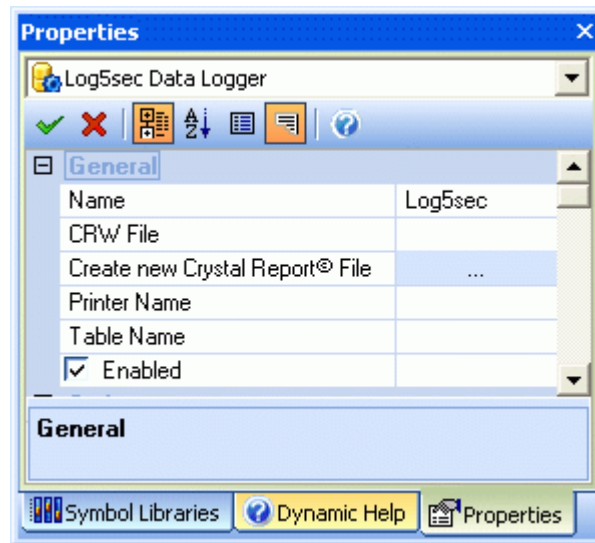 Properties
Log5sec Data Logger
General
Name Log5sec
CRW File
Create new Crystal Report© File ...
Printer Name
Table Name
Enabled
General
Symbol Libraries Dynamic Help Properties